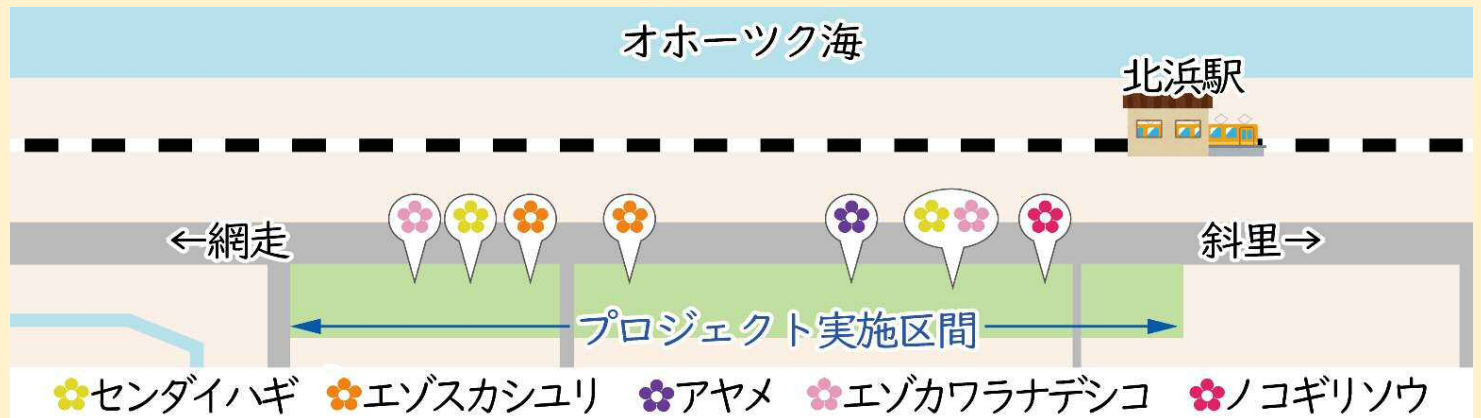 オホーツク海
北浜駅
←網走
斜里→
プロジェクト実施区間
センダイハギ エゾスカシユリ アヤメ エゾカワラナデシコ ノコギリソウ